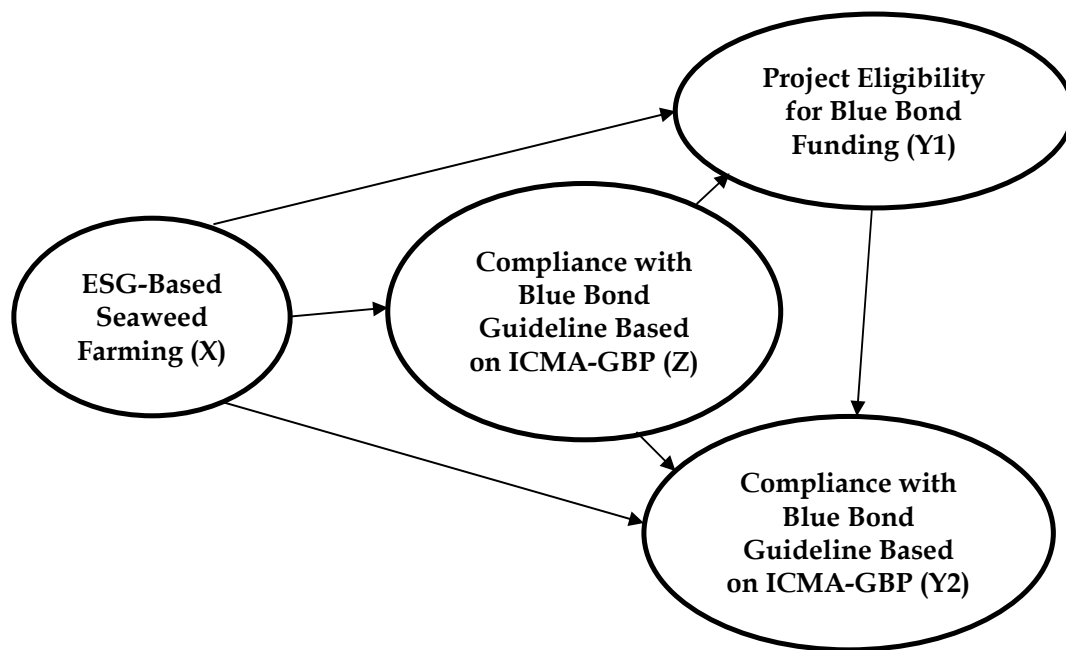 Project Eligibility
for Blue Bond
Funding (Y1)
ESG-Based
Seaweed
Farming (X)
Compliance with
Blue Bond
Guideline Based
on ICMA-GBP (Z)
Compliance with
Blue Bond
Guideline Based
on ICMA-GBP (Y2)